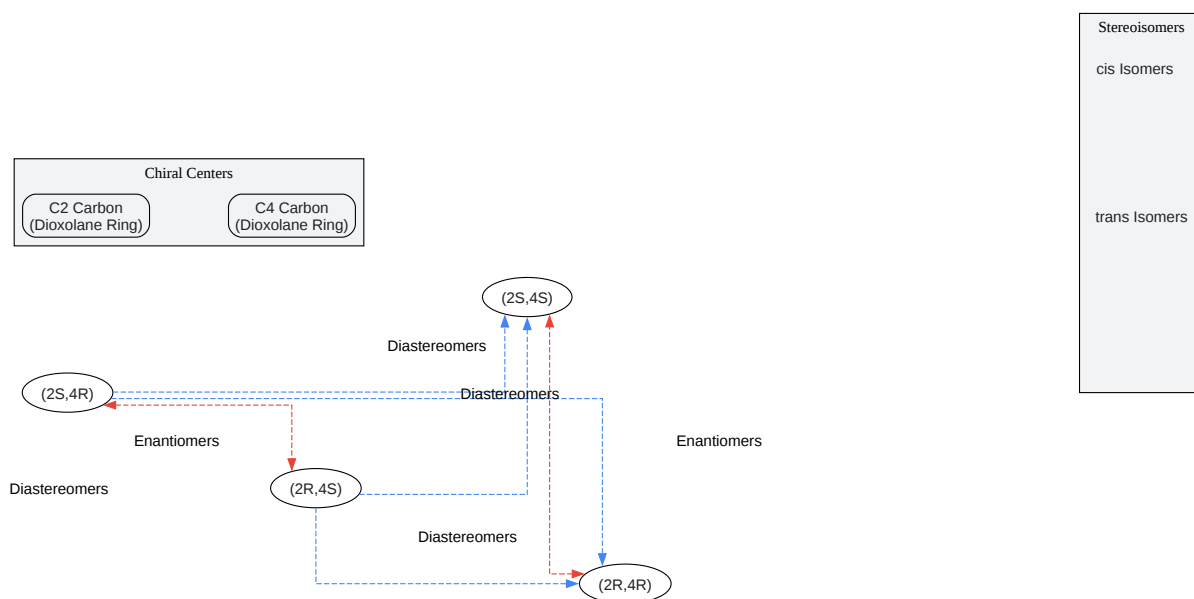 Stereoisomers
cis Isomers
trans Isomers
Chiral Centers
C2 Carbon
(Dioxolane Ring)
C4 Carbon
(Dioxolane Ring)
(2S,4S)
Diastereomers
(2S,4R)
Diastereomers
Enantiomers
Enantiomers
Diastereomers
(2R,4S)
Diastereomers
(2R,4R)